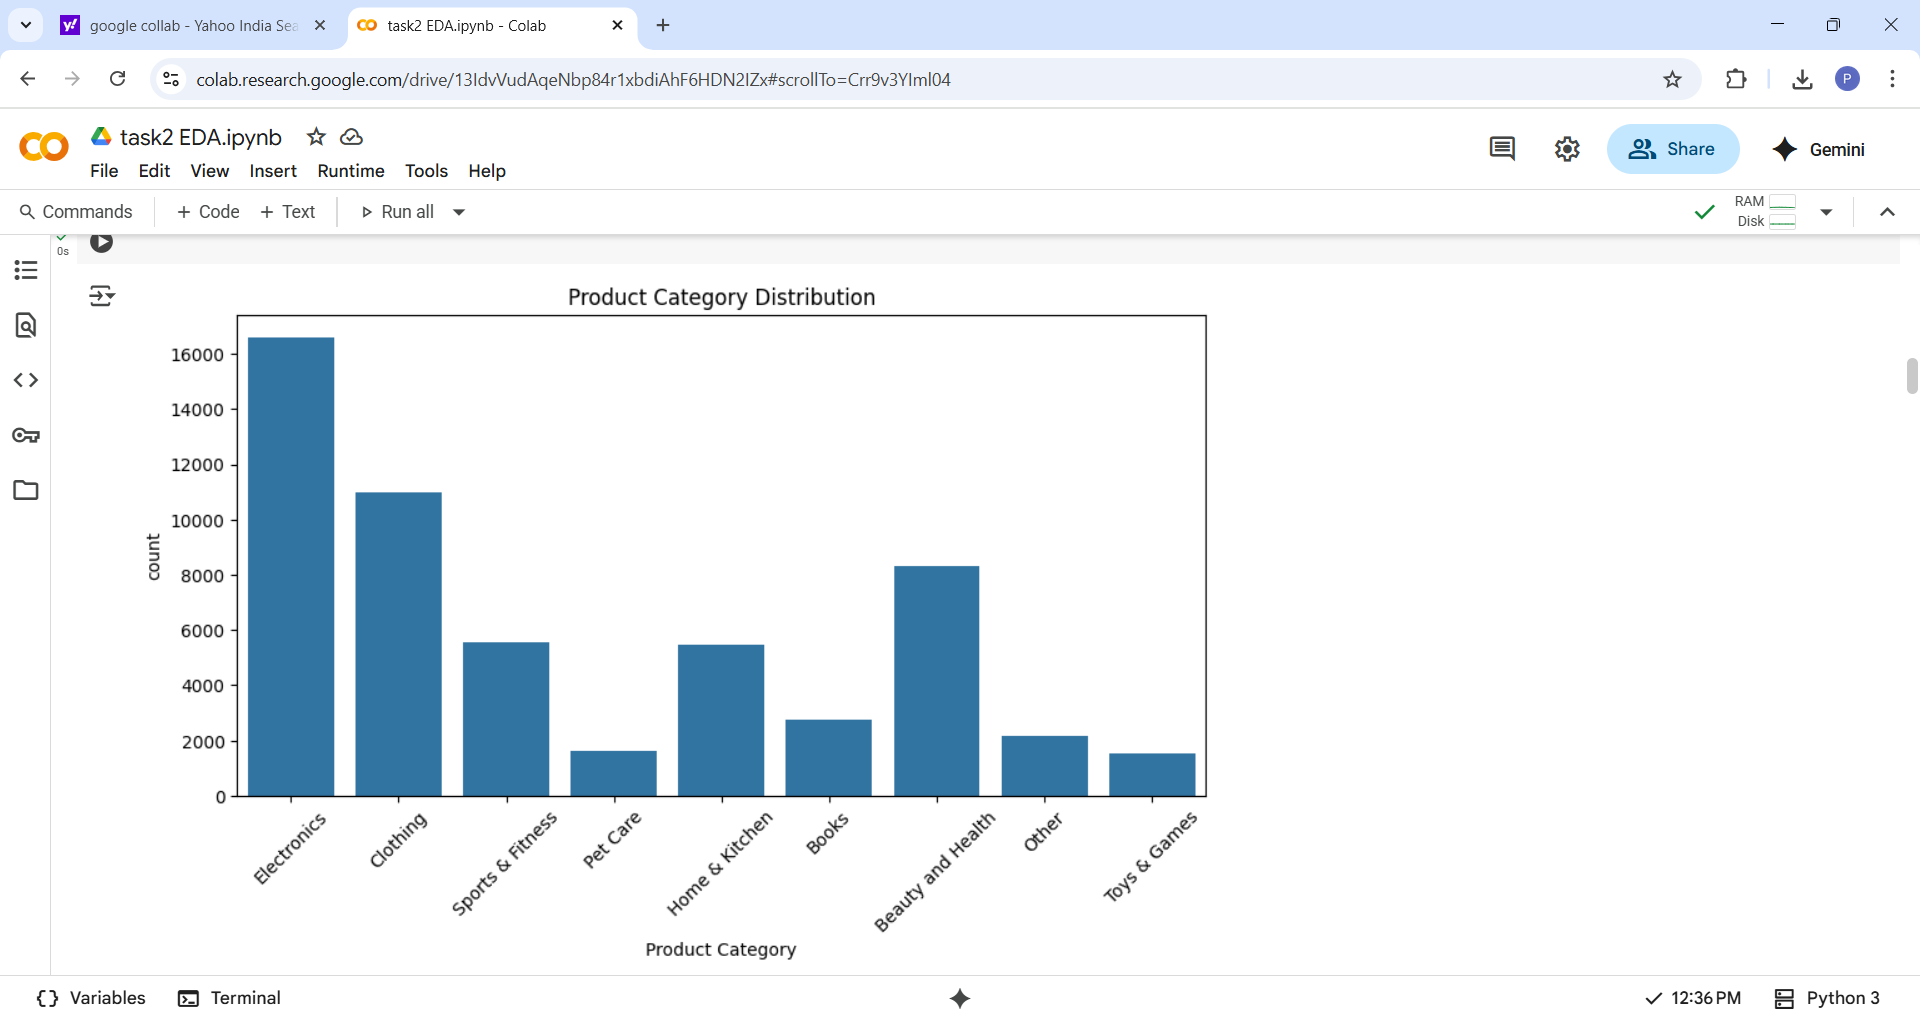 google collab - Yahoo India Sea
task2 EDA.ipynb - Colab
colab.research.google.com/drive/13IdvVudAqeNbp84r1xbdiAhF6HDN2IZx#scrollTo=Crr9v3YIml04
P
task2 EDA.ipynb
File Edit View Insert Runtime Tools Help
Share
Gemini
Commands + Code + Text Run all
RAM
Disk
0s
Product Category Distribution
16000
14000
12000
10000
8000
6000
4000
2000
0
count
Electronics
Clothing
Sports & Fitness
Pet Care
Home & Kitchen
Books
Beauty and Health
Other
Toys & Games
Product Category
Variables Terminal
12:36 PM Python 3